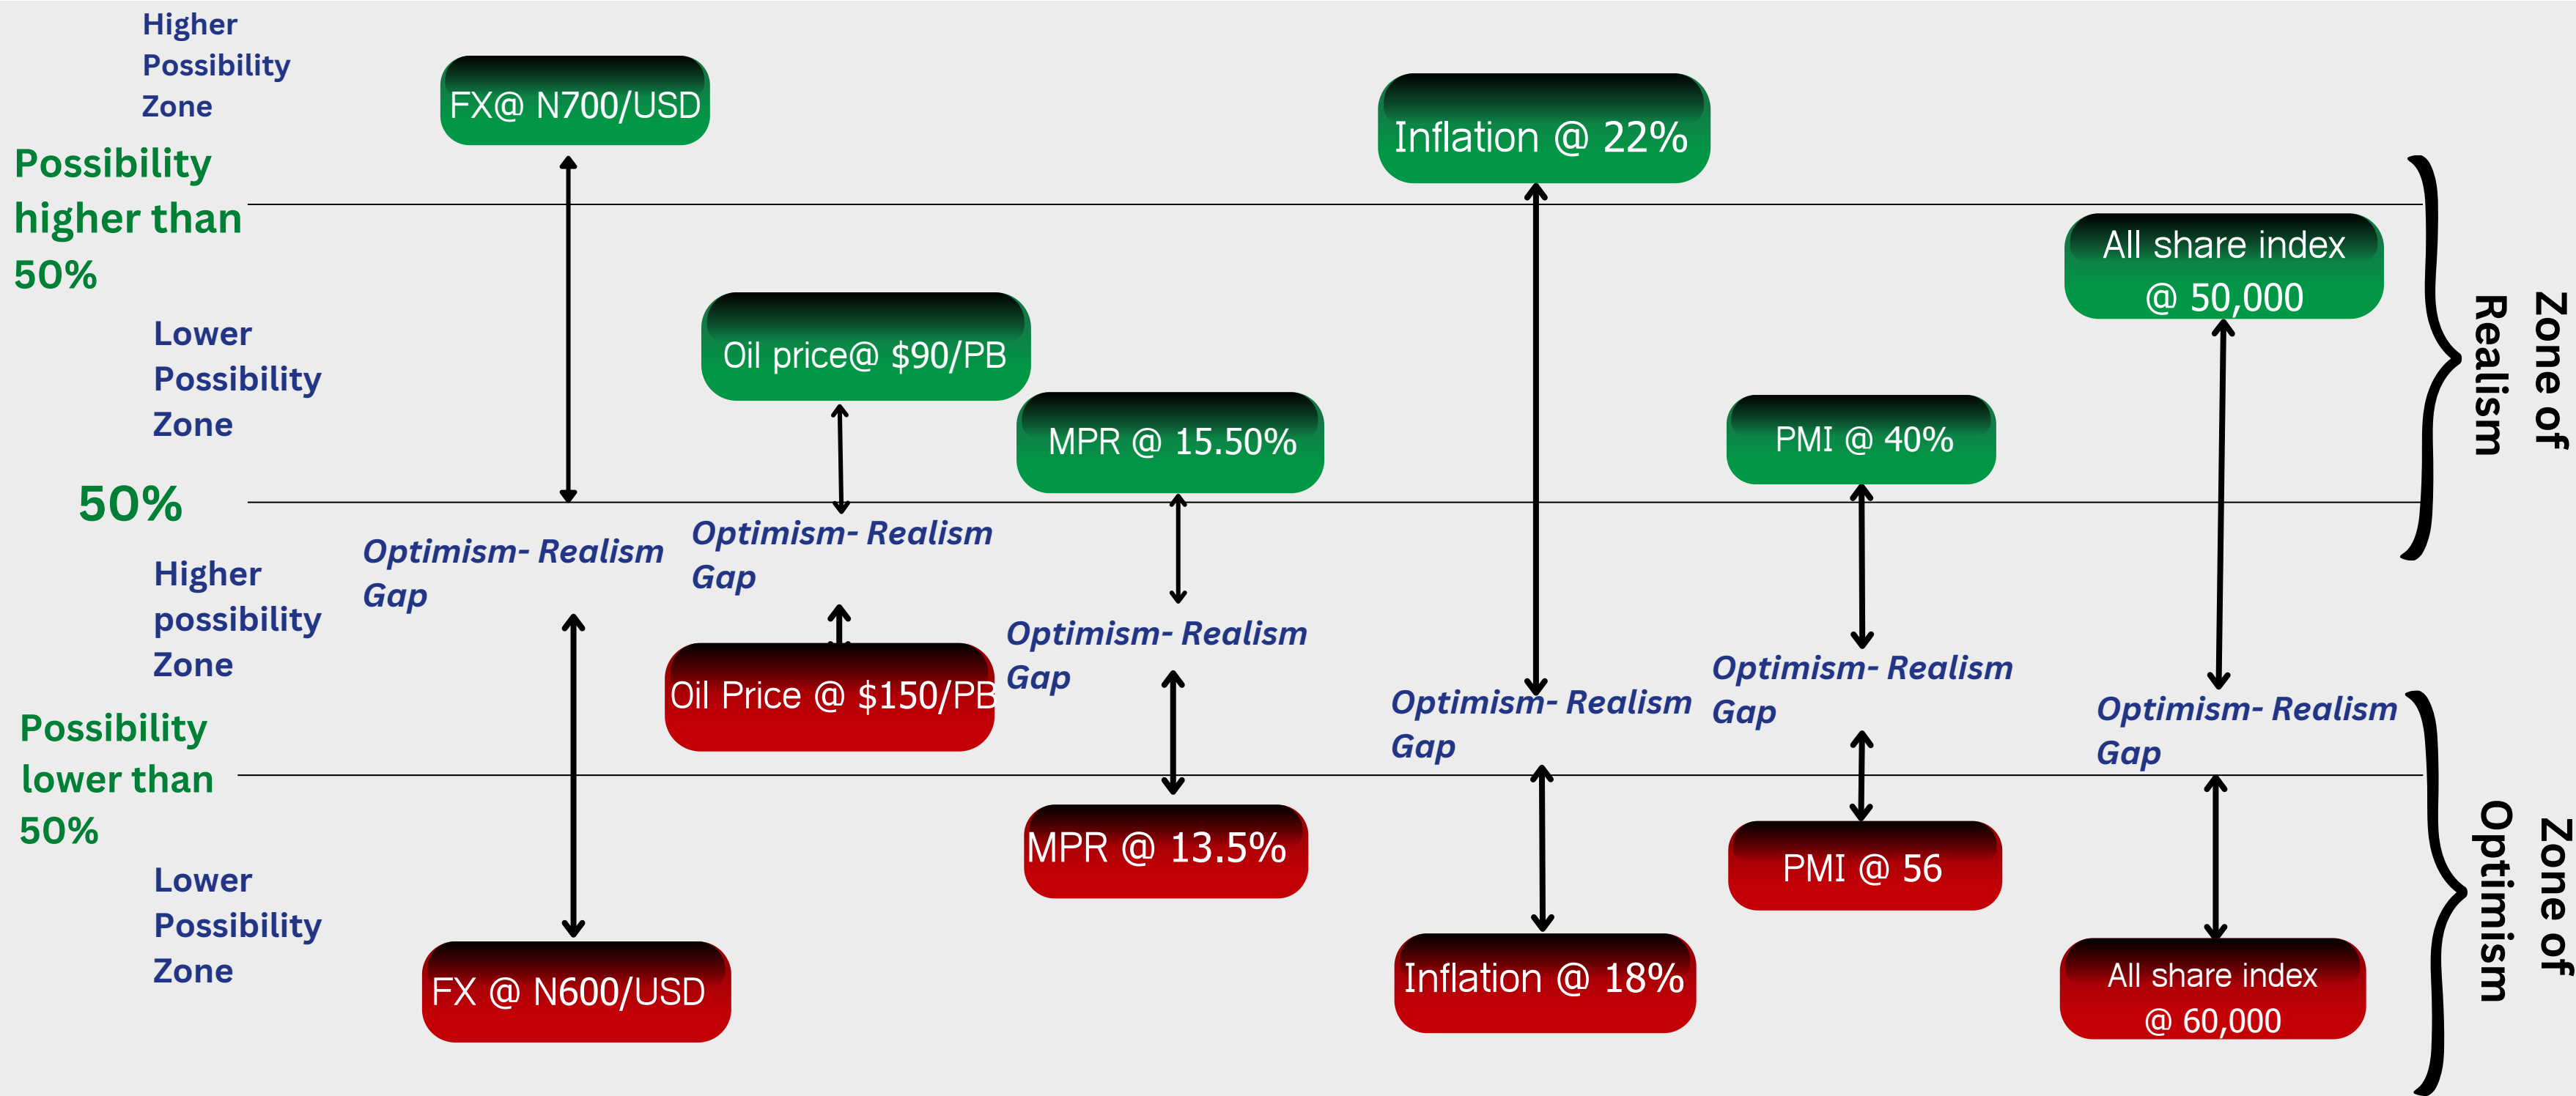 Higher
Possibility
Zone
Possibility
higher than
50%
Lower
Possibility
Zone
50%
Higher
possibility
Zone
Possibility
lower than
50%
Lower
Possibility
Zone
FX@ N700/USD
Optimism- Realism
Gap
FX @ N600/USD
Oil price@ $90/PB
Optimism- Realism
Gap
Oil Price @ $150/PB
MPR @ 15.50%
Optimism- Realism
Gap
MPR @ 13.5%
Inflation @ 22%
Optimism- Realism
Gap
Inflation @ 18%
PMI @ 40%
Optimism- Realism
Gap
PMI @ 56
All share index
@ 50,000
Optimism- Realism
Gap
All share index
@ 60,000
Zone of
Realism
Zone of
Optimism